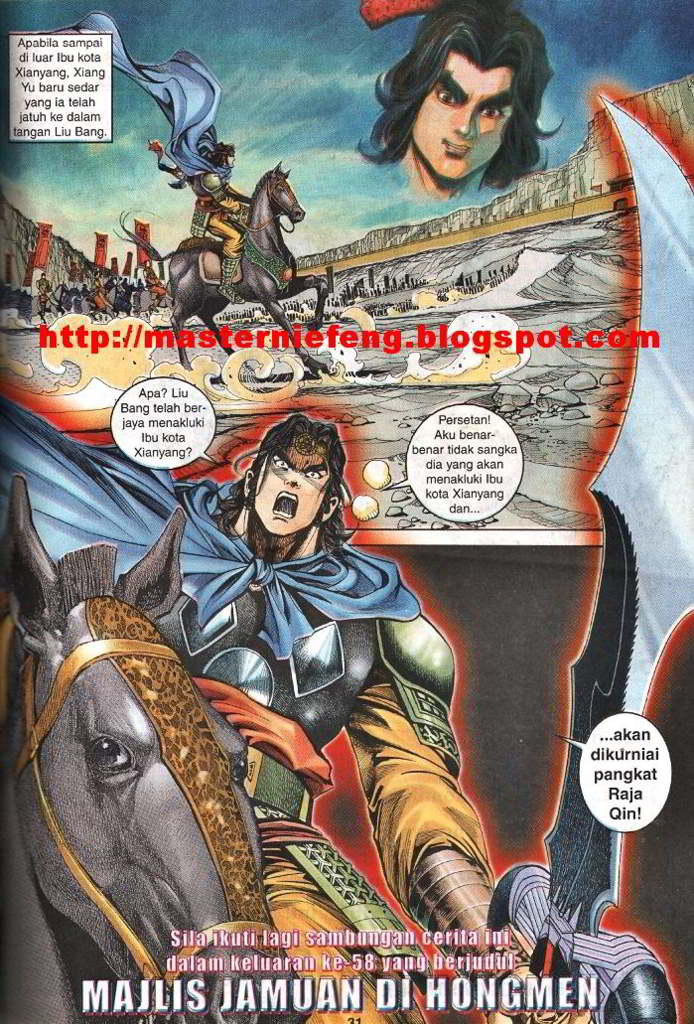 Apabila sampai
di luar Ibu kota
Xianyang, Xiang
Yu baru sedar
yang ia telah
jatuh ke dalam
tangan Liu Bang.
http://masterniefeng.blogspot.com
Apa? Liu
Bang telah ber-
jaya menakluki
Ibu kota
Xianyang?
Persetan!
Aku benar-
benar tidak sangka
dia yang akan
menakluki Ibu
kota Xianyang
dan...
...akan
dikurniai
pangkat
Raja
Qin!
Sila ikuti lagi sambungan cerita ini
dalam keluaran ke-58 yang berjudul
MAJLIS JAMUAN DI HONGMEN
31